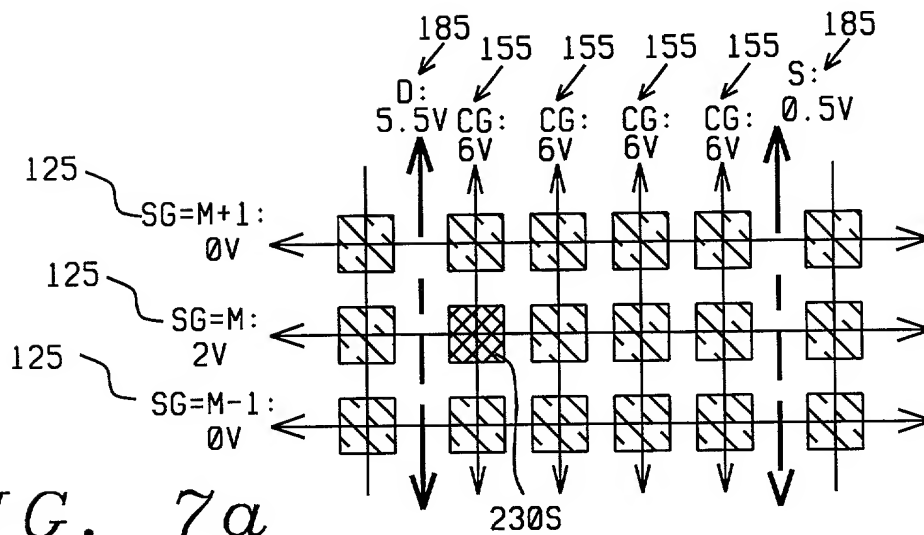 185 155 155 155 155 185
D: 5.5V CG: 6V CG: 6V CG: 6V CG: 6V S: 0.5V
125 SG=M+1: 0V
125 SG=M: 2V
125 SG=M-1: 0V
230S
G. 7a